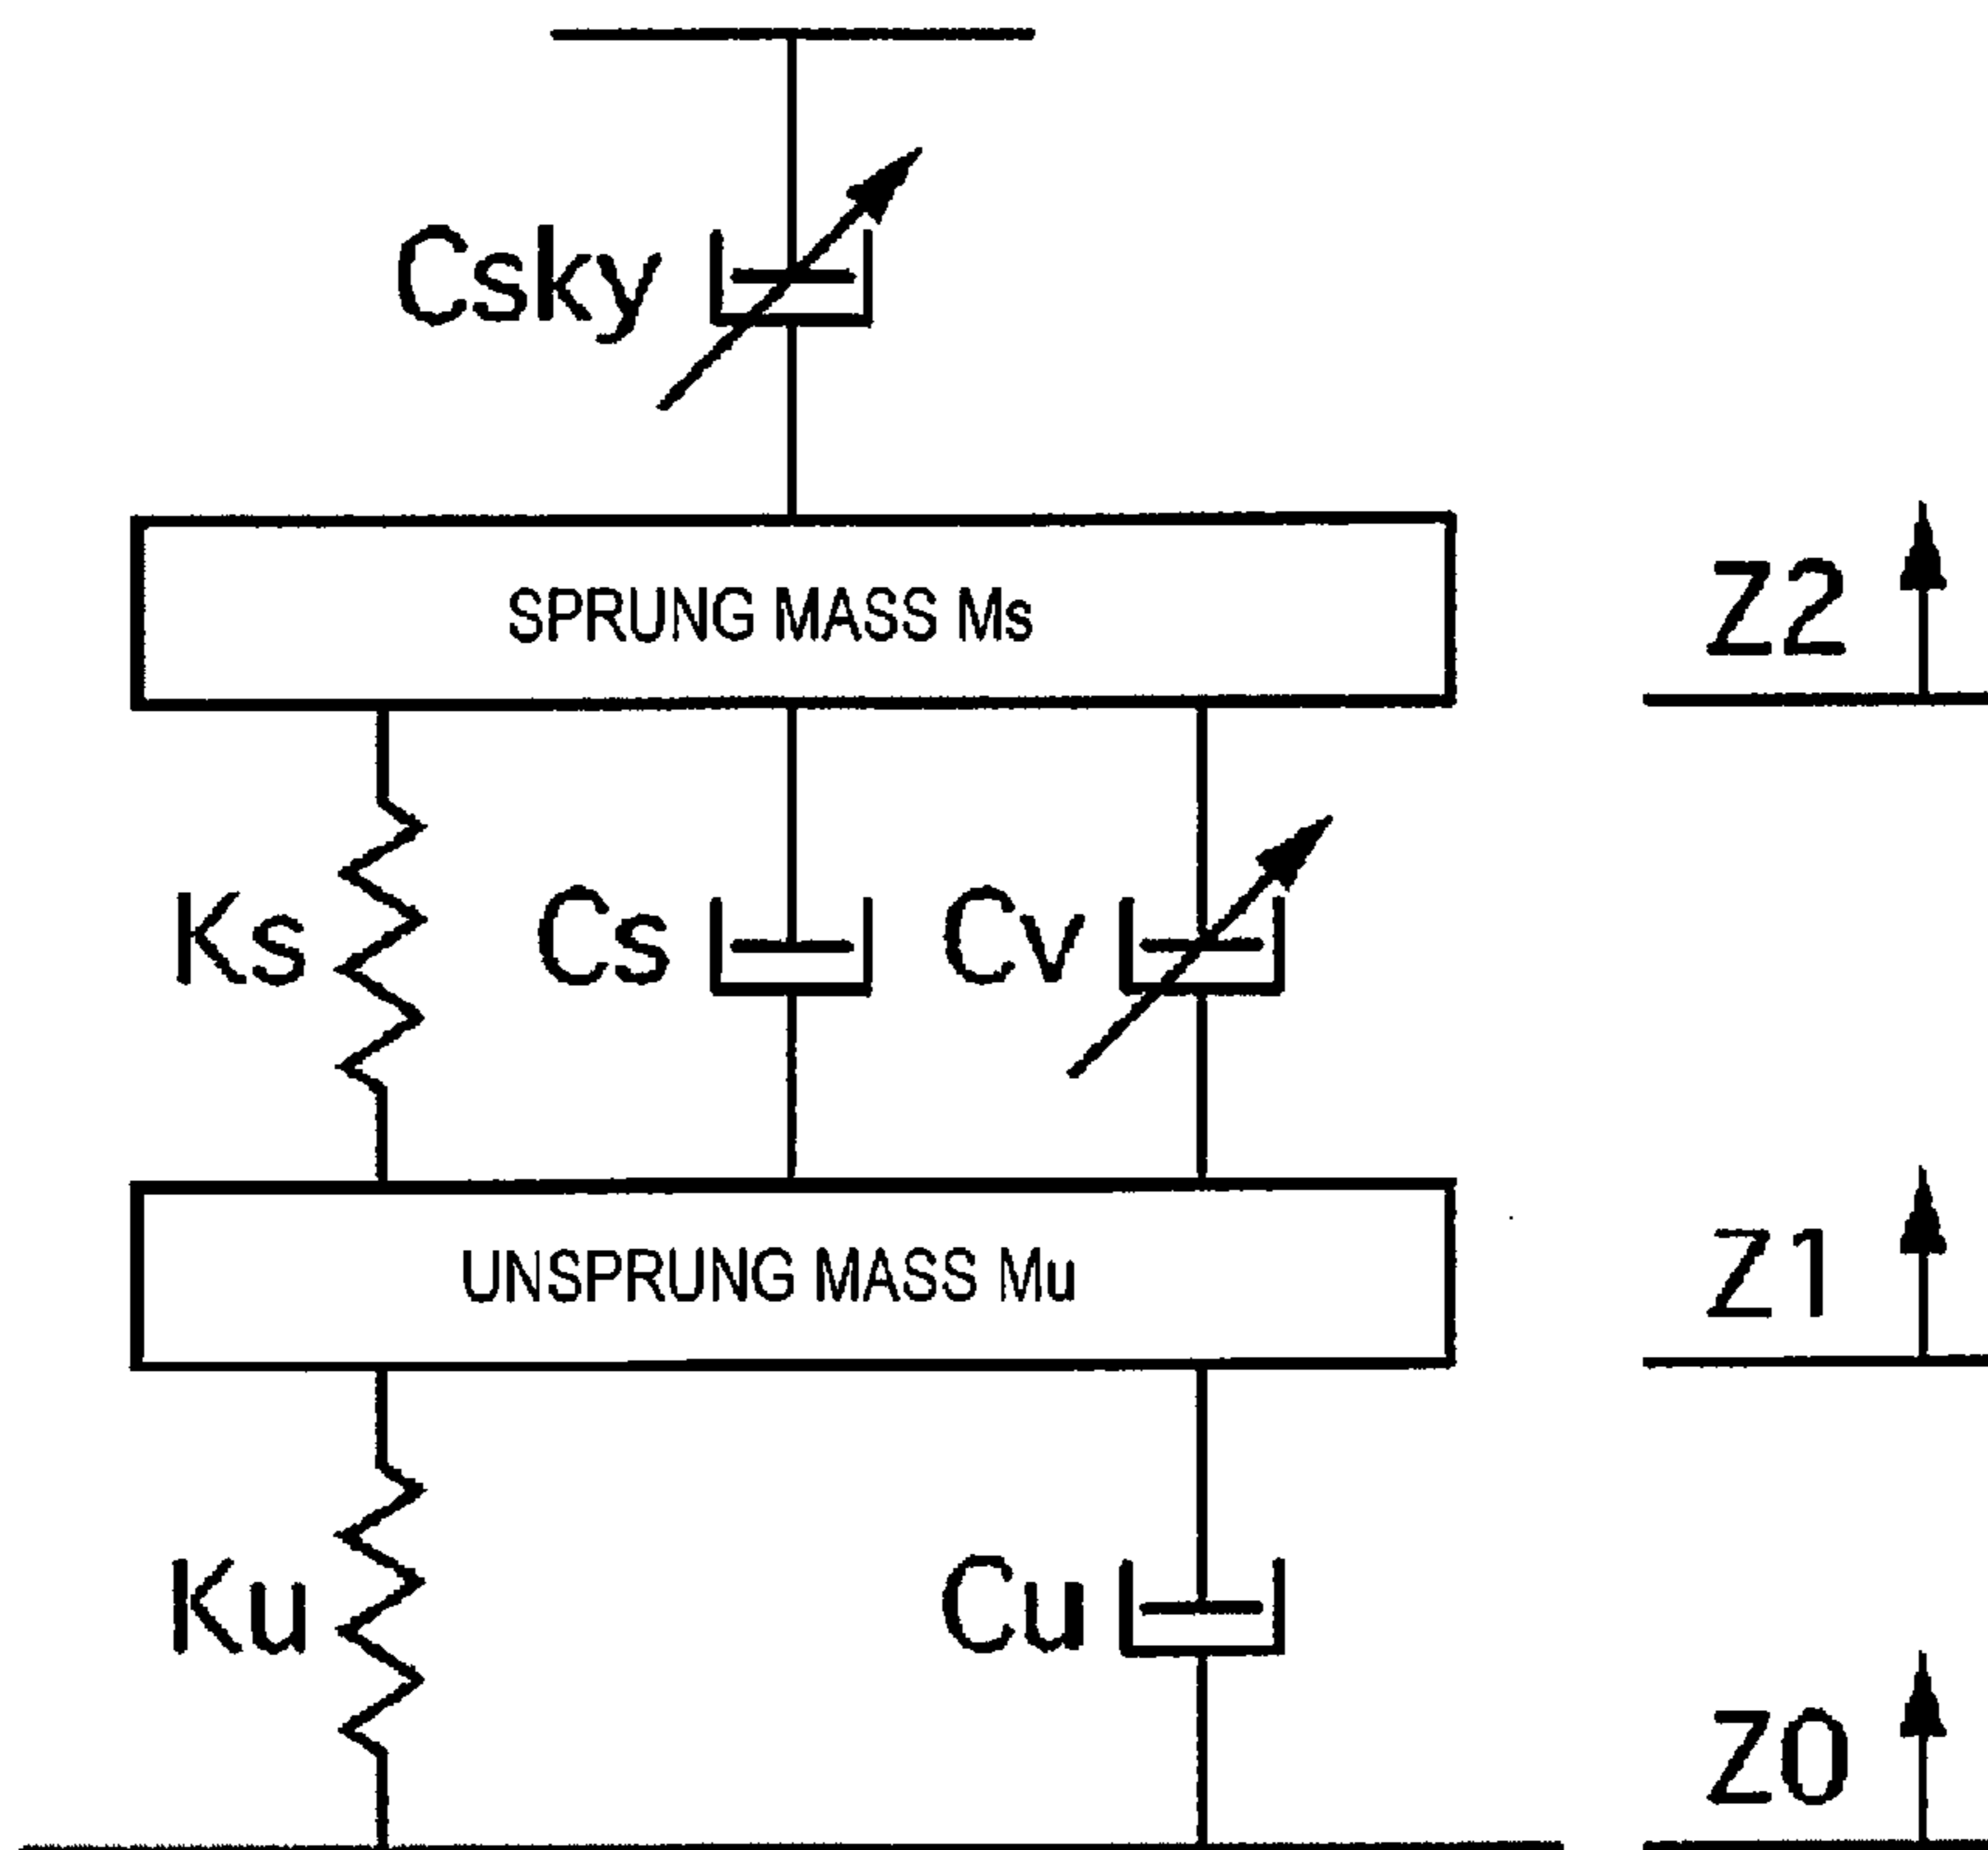 Csky
SPRUNG MASS Ms
Z2
Ks
Cs
Cv
UNSPRUNG MASS Mu
Z1
Ku
Cu
Z0